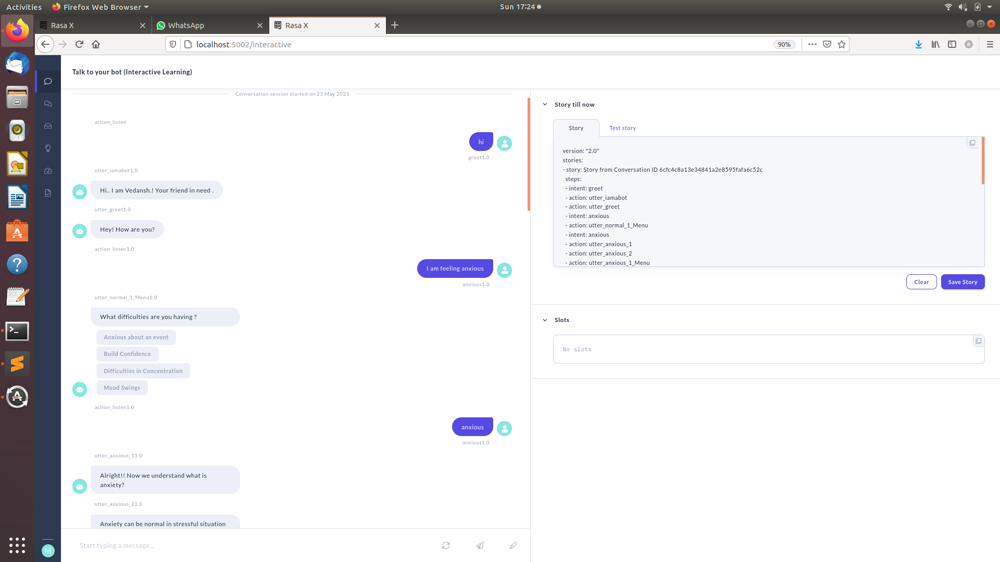 Activities
Firefox Web Browser
Sun 17:24
Rasa X
WhatsApp
Rasa X
localhost:5002/interactive
90%
R
Talk to your bot (Interactive Learning)
Conversation session started on 23 May 2021
action_listen
hi
greet1.0
utter_iamabot1.0
Hi.. I am Vedansh.! Your friend in need .
utter_greet1.0
Hey! How are you?
action_listen1.0
I am feeling anxious
anxious1.0
utter_normal_1_Menu1.0
What difficulties are you having ?
Anxious about an event
Build Confidence
Difficulties in Concentration
Mood Swings
action_listen1.0
anxious
anxious1.0
utter_anxious_11.0
Alright!! Now we understand what is
anxiety?
utter_anxious_21.0
Anxiety can be normal in stressful situation
Start typing a message...
M
Story till now
Story
Test story
version: "2.0"
stories:
- story: Story from Conversation ID 6cfc4c8a13e34841a2e8595fafa6c52c
steps:
- intent: greet
- action: utter_iamabot
- action: utter_greet
- intent: anxious
- action: utter_normal_1_Menu
- intent: anxious
- action: utter_anxious_1
- action: utter_anxious_2
- action: utter_anxious_1_Menu
Clear
Save Story
Slots
No slots